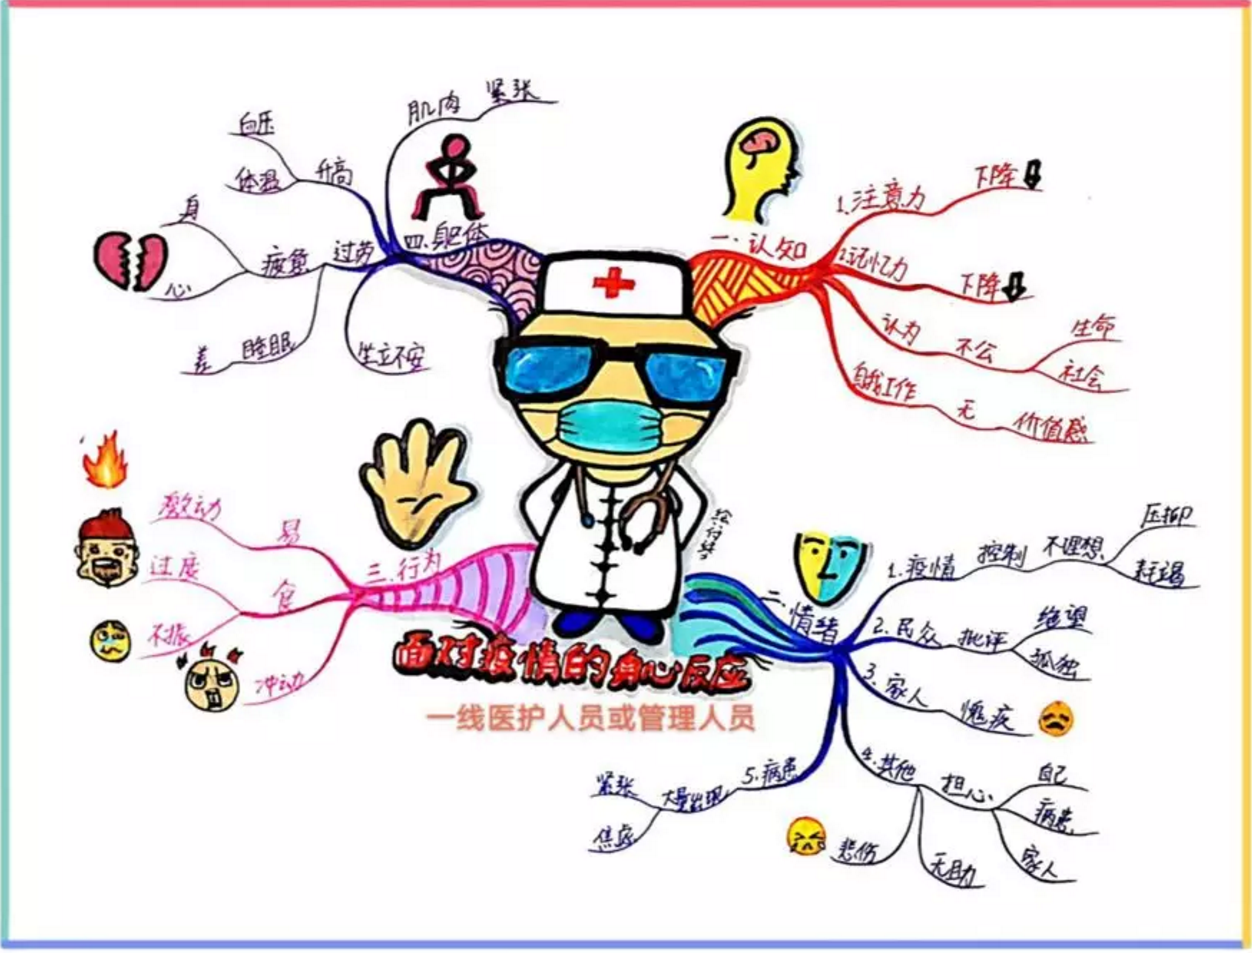 面对疫情的身心反应
一线医护人员或管理人员
一.认知
1.注意力
下降
2.记忆力
下降
认为
不公
生命
社会
自我工作
无
价值感
二.情绪
1.疫情
控制
不理想
压抑
耗竭
2.民众
批评
绝望
孤独
3.家人
愧疚
4.其他
担心
自己
病患
家人
无助
悲伤
5.病患
大量出现
紧张
焦虑
三.行为
易
激动
食
过度
不振
冲动
四.身体
肌肉
紧张
升高
血压
体温
过劳
疲惫
身
心
睡眠
差
坐立不安